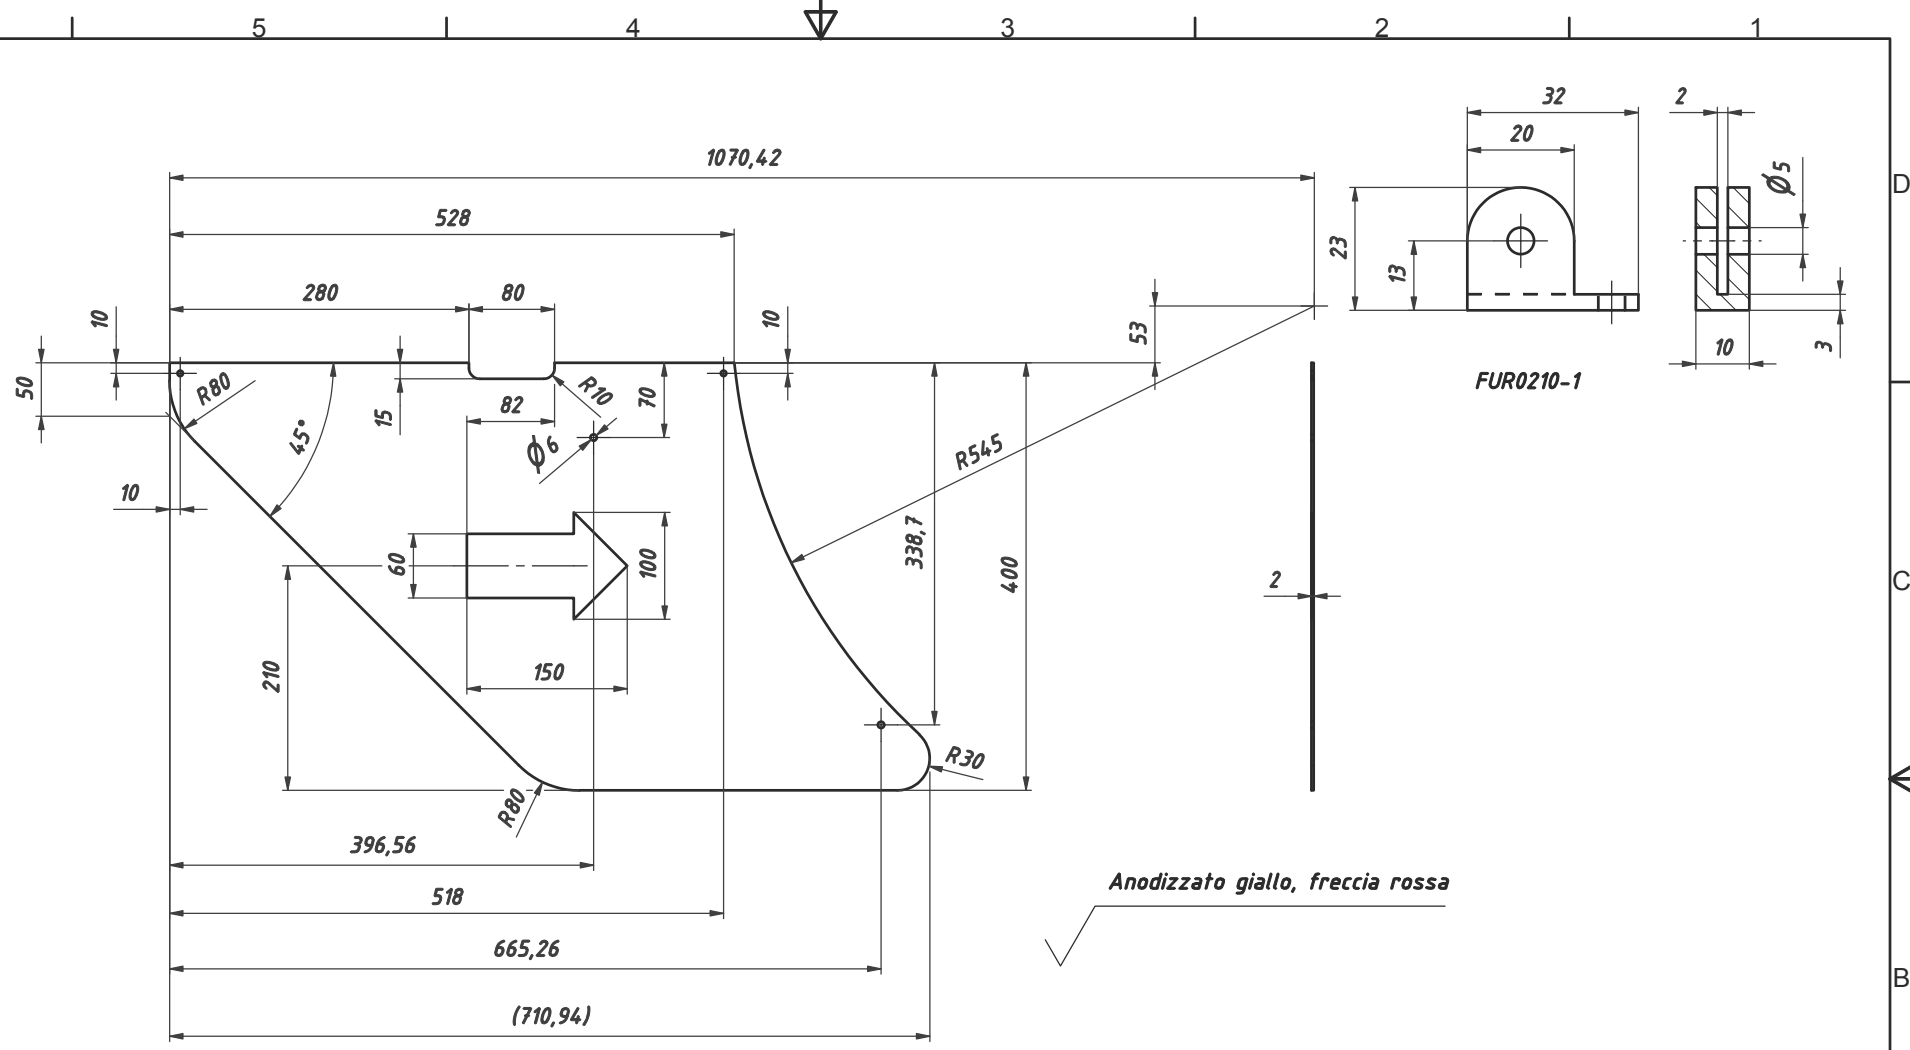 5 4 3 2 1
32 2
20
1070,42
D
528
23
13
Ø5
280 80
10 10 53
50
R80 R10 70
15 82
10 3
FUR0210-1
45°
Ø6
R545
10
338,7
60 100
400
2
C
210
150
R30
R80
396,56
Anodizzato giallo, freccia rossa
518
665,26
B
(710,94)